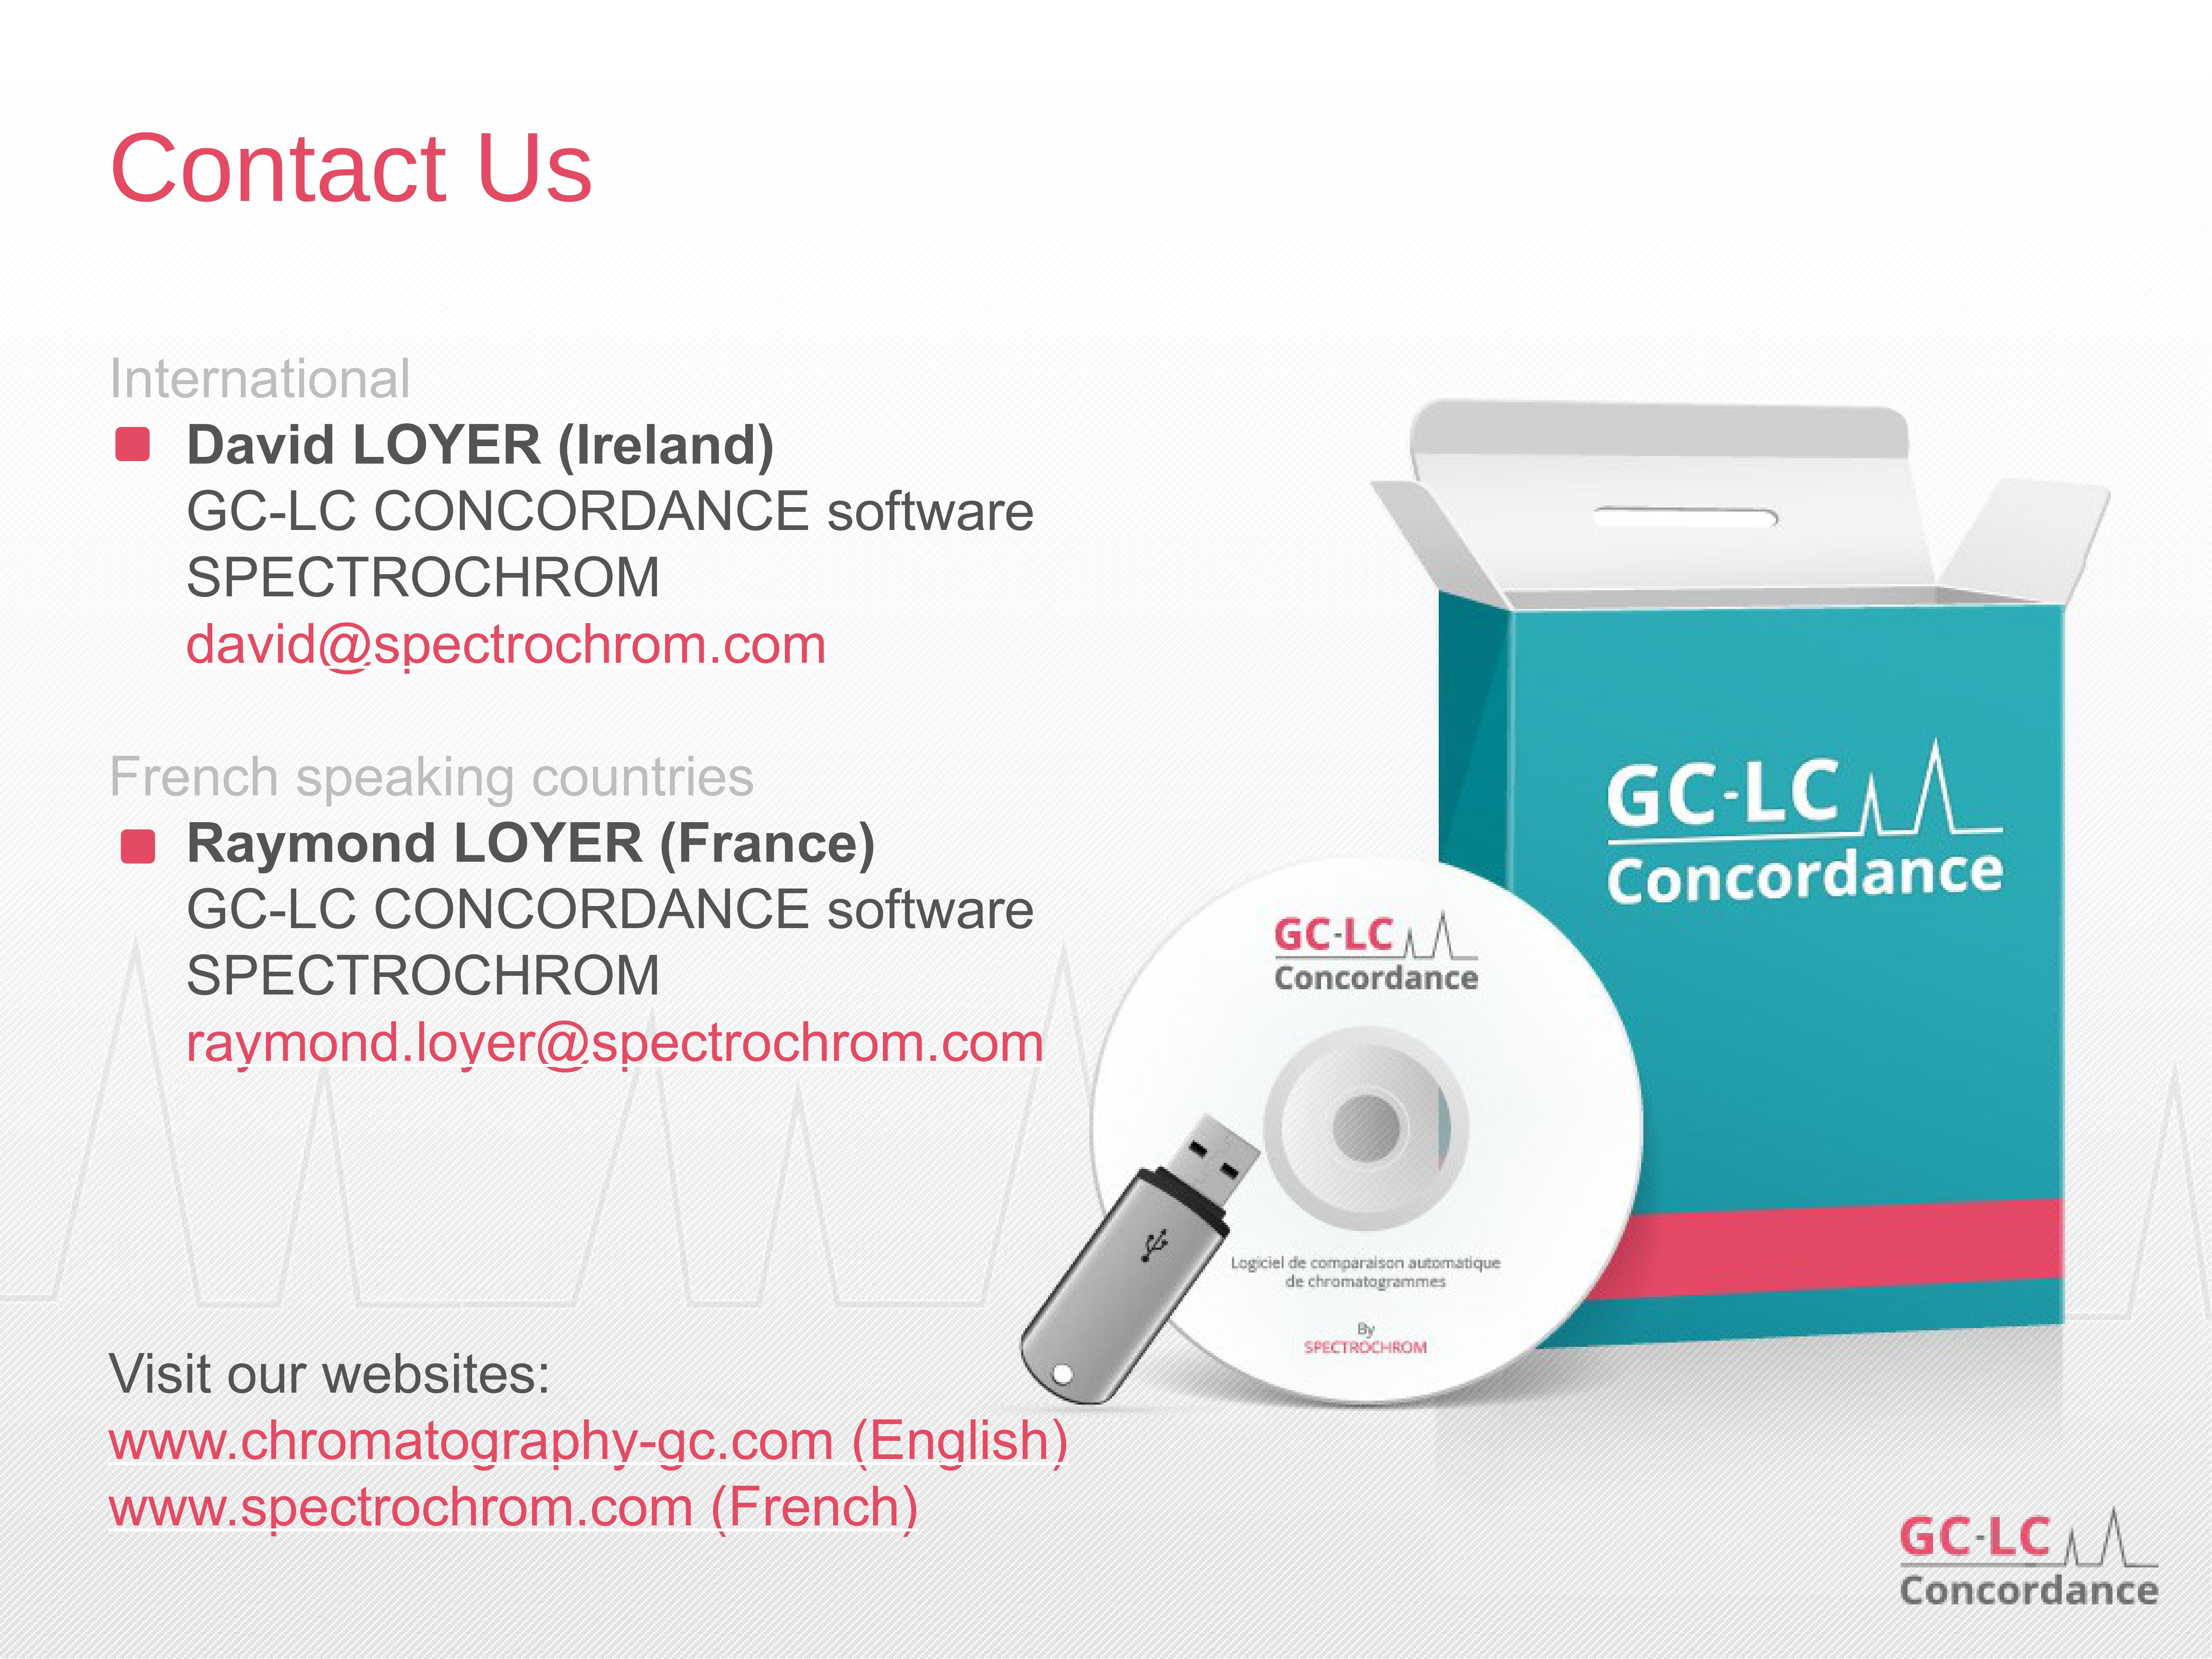 Contact Us
International
David LOYER (Ireland)
GC-LC CONCORDANCE software
SPECTROCHROM
david@spectrochrom.com
French speaking countries
Raymond LOYER (France)
GC-LC CONCORDANCE software
SPECTROCHROM
raymond.loyer@spectrochrom.com
Visit our websites:
www.chromatography-gc.com (English)
www.spectrochrom.com (French)
GC-LC
Concordance
GC-LC
Concordance
Logiciel de comparaison automatique
de chromatogrammes
By
SPECTROCHROM
GC-LC
Concordance